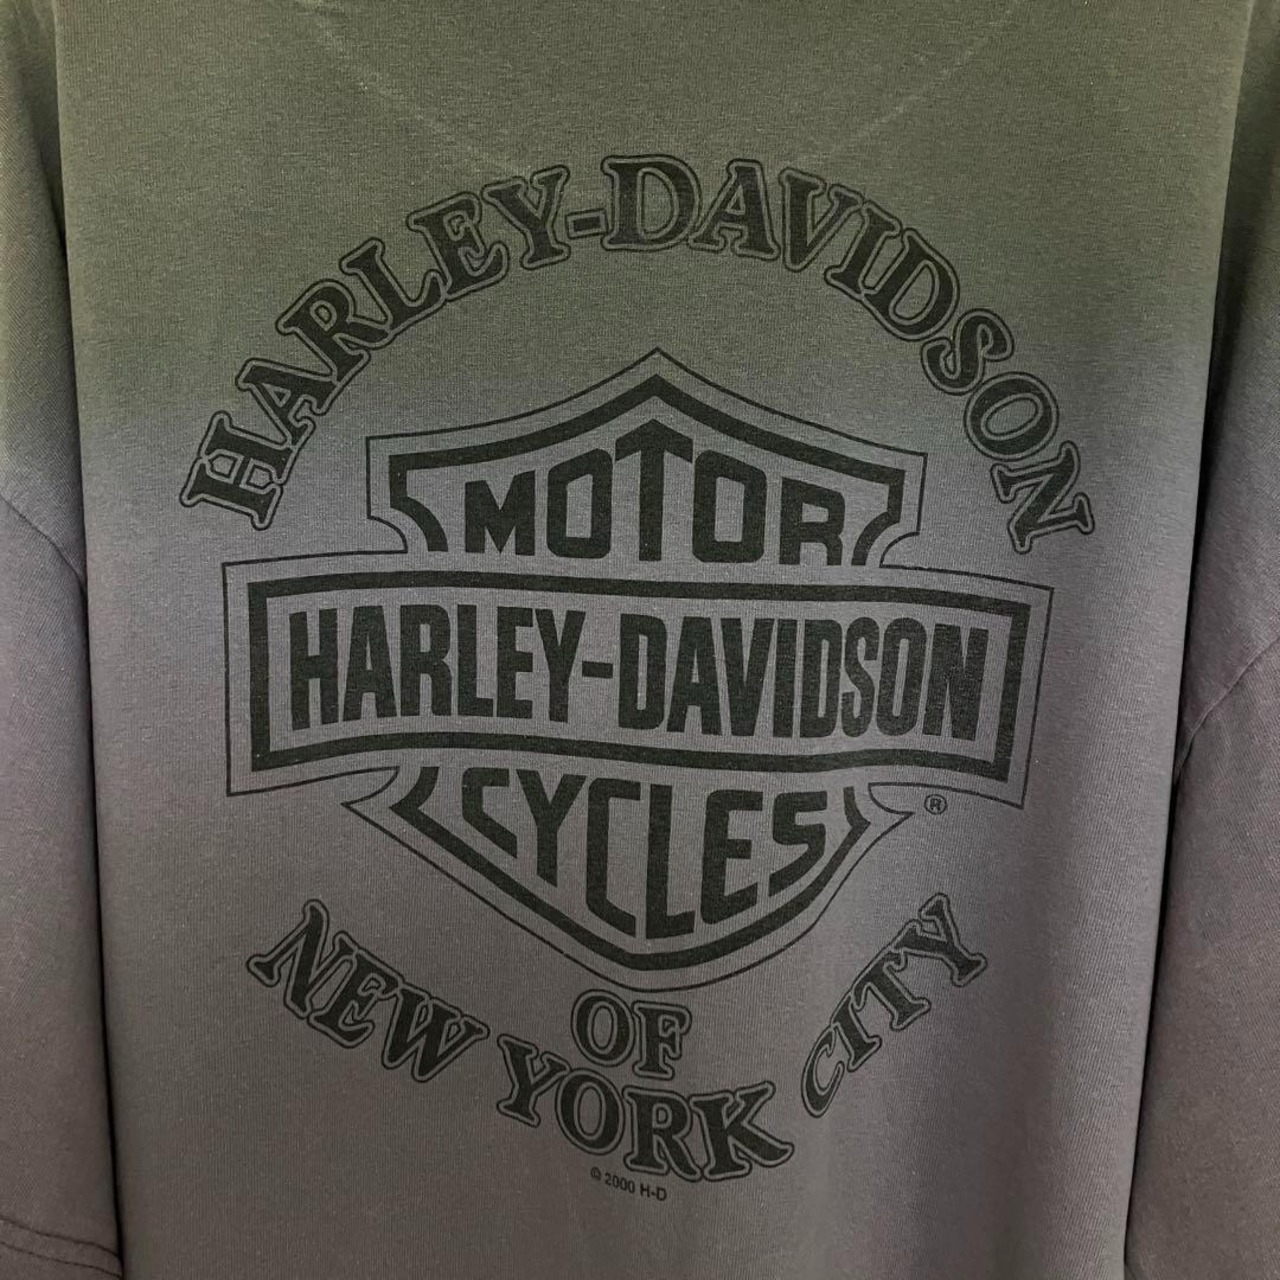 HARLEY-DAVIDSON
MOTOR
HARLEY-DAVIDSON
CYCLES
®
OF
NEW YORK CITY
© 2000 H-D